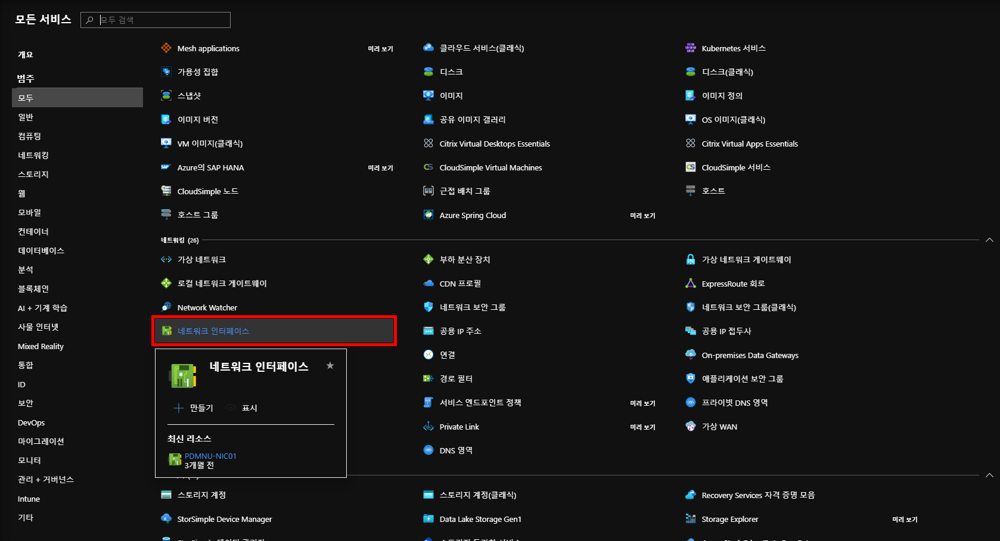 모든 서비스
모두 검색
개요
범주
모두
일반
컴퓨팅
네트워킹
스토리지
웹
모바일
컨테이너
데이터베이스
분석
블록체인
AI + 기계 학습
사물 인터넷
Mixed Reality
통합
ID
보안
DevOps
마이그레이션
모니터
관리 + 거버넌스
Intune
기타
Mesh applications 미리 보기
클라우드 서비스(클래식)
Kubernetes 서비스
가용성 집합
디스크
디스크(클래식)
스냅샷
이미지
이미지 정의
이미지 버전
공유 이미지 갤러리
OS 이미지(클래식)
VM 이미지(클래식)
Citrix Virtual Desktops Essentials
Citrix Virtual Apps Essentials
Azure의 SAP HANA 미리 보기
CloudSimple Virtual Machines
CloudSimple 서비스
CloudSimple 노드
근접 배치 그룹
호스트
호스트 그룹
Azure Spring Cloud 미리 보기
네트워킹 (26)
가상 네트워크
부하 분산 장치
가상 네트워크 게이트웨이
로컬 네트워크 게이트웨이
CDN 프로필
ExpressRoute 회로
Network Watcher
네트워크 보안 그룹
네트워크 보안 그룹(클래식)
네트워크 인터페이스
공용 IP 주소
공용 IP 접두사
연결
On-premises Data Gateways
경로 필터
애플리케이션 보안 그룹
서비스 엔드포인트 정책 미리 보기
프라이빗 DNS 영역
Private Link 미리 보기
가상 WAN
DNS 영역
네트워크 인터페이스
만들기
표시
최신 리소스
PDMNU-NIC01
3개월 전
스토리지 계정
스토리지 계정(클래식)
Recovery Services 자격 증명 모음
StorSimple Device Manager
Data Lake Storage Gen1
Storage Explorer 미리 보기